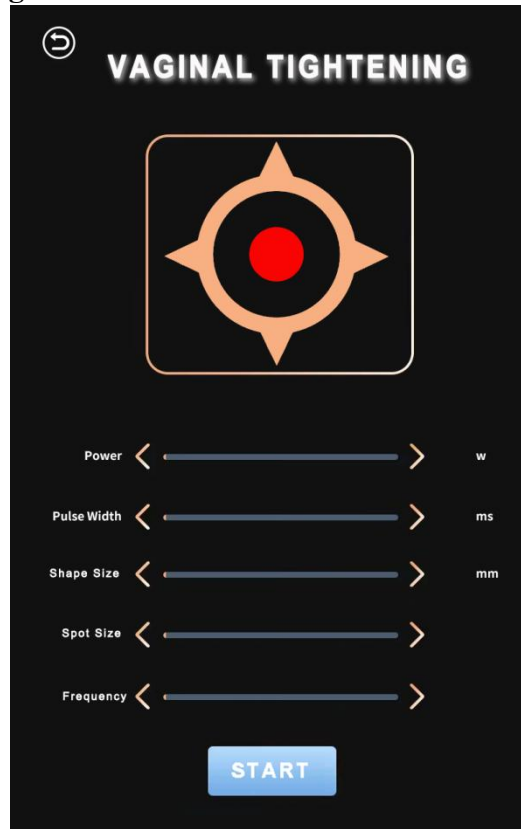 VAGINAL TIGHTENING
Power w
Pulse Width ms
Shape Size mm
Spot Size
Frequency
START